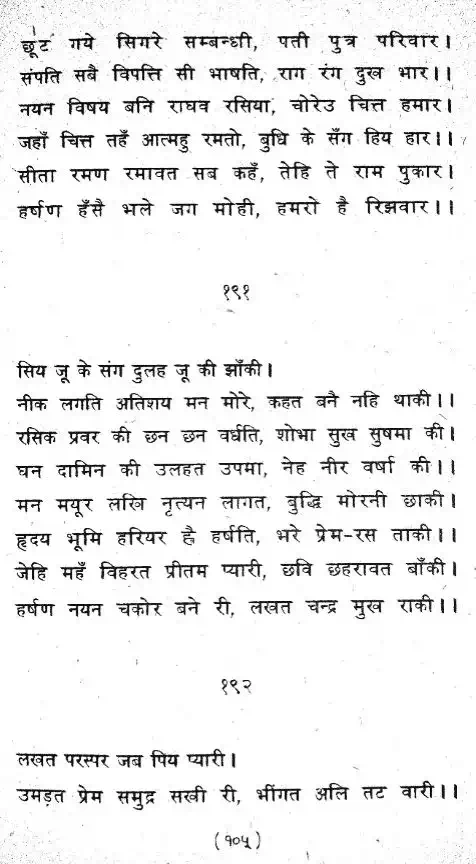 छूंट गये सिगरे सम्बन्धी, पती पुत्र परिवार।
संपति सबै विपत्ति सी भाषति, राग रंग दुख भार।।
नयन विषय बनि राघव रसिया, चोरेउ चित्त हमार।
जहाँ चित्त तहँ आत्महु रमतो, बुधि के सँग हिय हार।।
सीता रमण रमावत सब कहँ, तेहि ते राम पुकार।
हर्षण हँसै भले जग मोही, हमरो है रिझवार।।
१९१
सिय जू के संग दुलह जू की झाँकी।
नीक लगति अतिशय मन मोरे, कहत बनै नहि थाकी।।
रसिक प्रवर की छन छन वर्धति, शोभा सुख सुषमा की।
घन दामिन की उलहत उपमा, नेह नीर वर्षा की।।
मन मयूर लखि नृत्यन लागत, बुद्धि मोरनी छाकी।
हृदय भूमि हरियर ह्वै हर्षति, भरे प्रेम-रस ताकी।।
जेहि महँ विहरत प्रीतम प्यारी, छवि छहरावत बाँकी।
हर्षण नयन चकोर बने री, लखत चन्द्र मुख राकी।।
१९२
लखत परस्पर जब पिय प्यारी।
उमड़त प्रेम समुद्र सखी री, भींगत अलि तट वारी।।
(१०५)